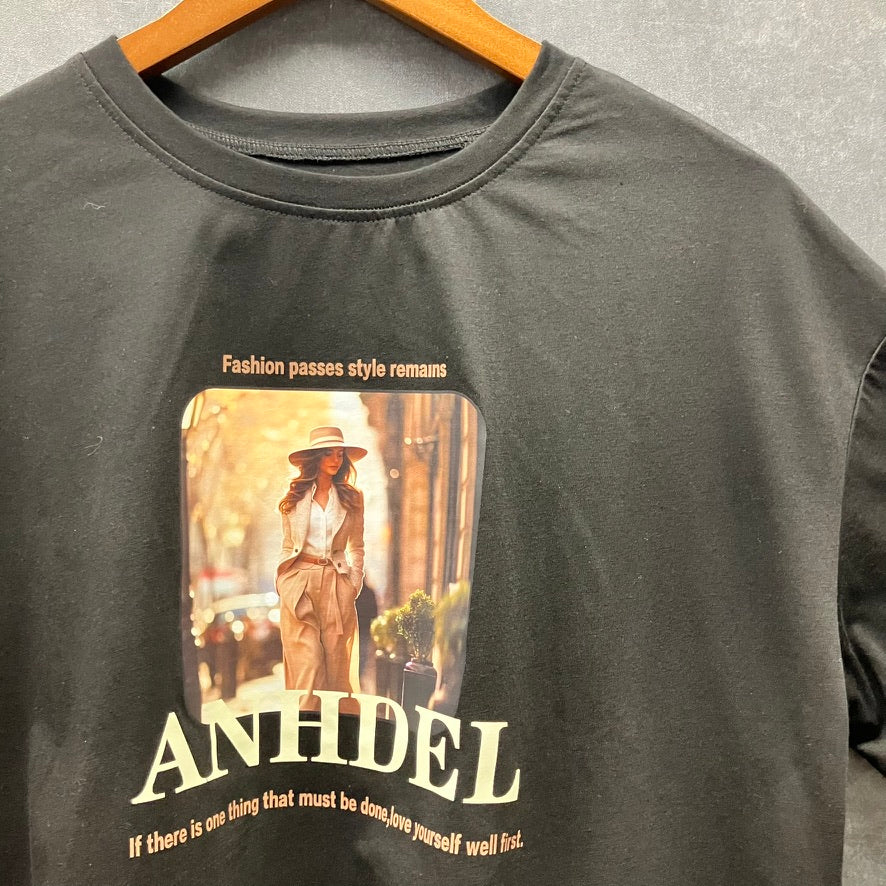 Fashion passes style remains
ANHDEL
If there is one thing that must be done,love yourself well first.